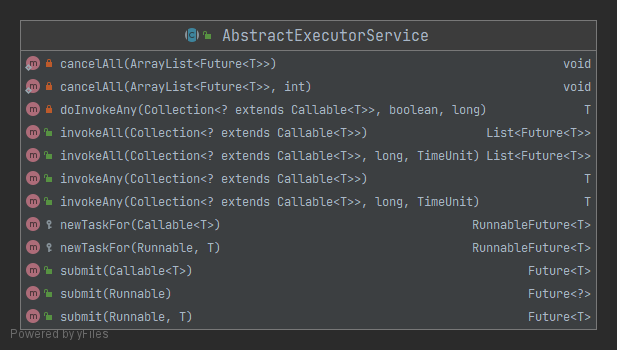 AbstractExecutorService
cancelAll(ArrayList<Future<T>>) void
cancelAll(ArrayList<Future<T>>, int) void
doInvokeAny(Collection<? extends Callable<T>>, boolean, long) T
invokeAll(Collection<? extends Callable<T>>) List<Future<T>>
invokeAll(Collection<? extends Callable<T>>, long, TimeUnit) List<Future<T>>
invokeAny(Collection<? extends Callable<T>>) T
invokeAny(Collection<? extends Callable<T>>, long, TimeUnit) T
newTaskFor(Callable<T>) RunnableFuture<T>
newTaskFor(Runnable, T) RunnableFuture<T>
submit(Callable<T>) Future<T>
submit(Runnable) Future<?>
submit(Runnable, T) Future<T>
Powered by yFiles